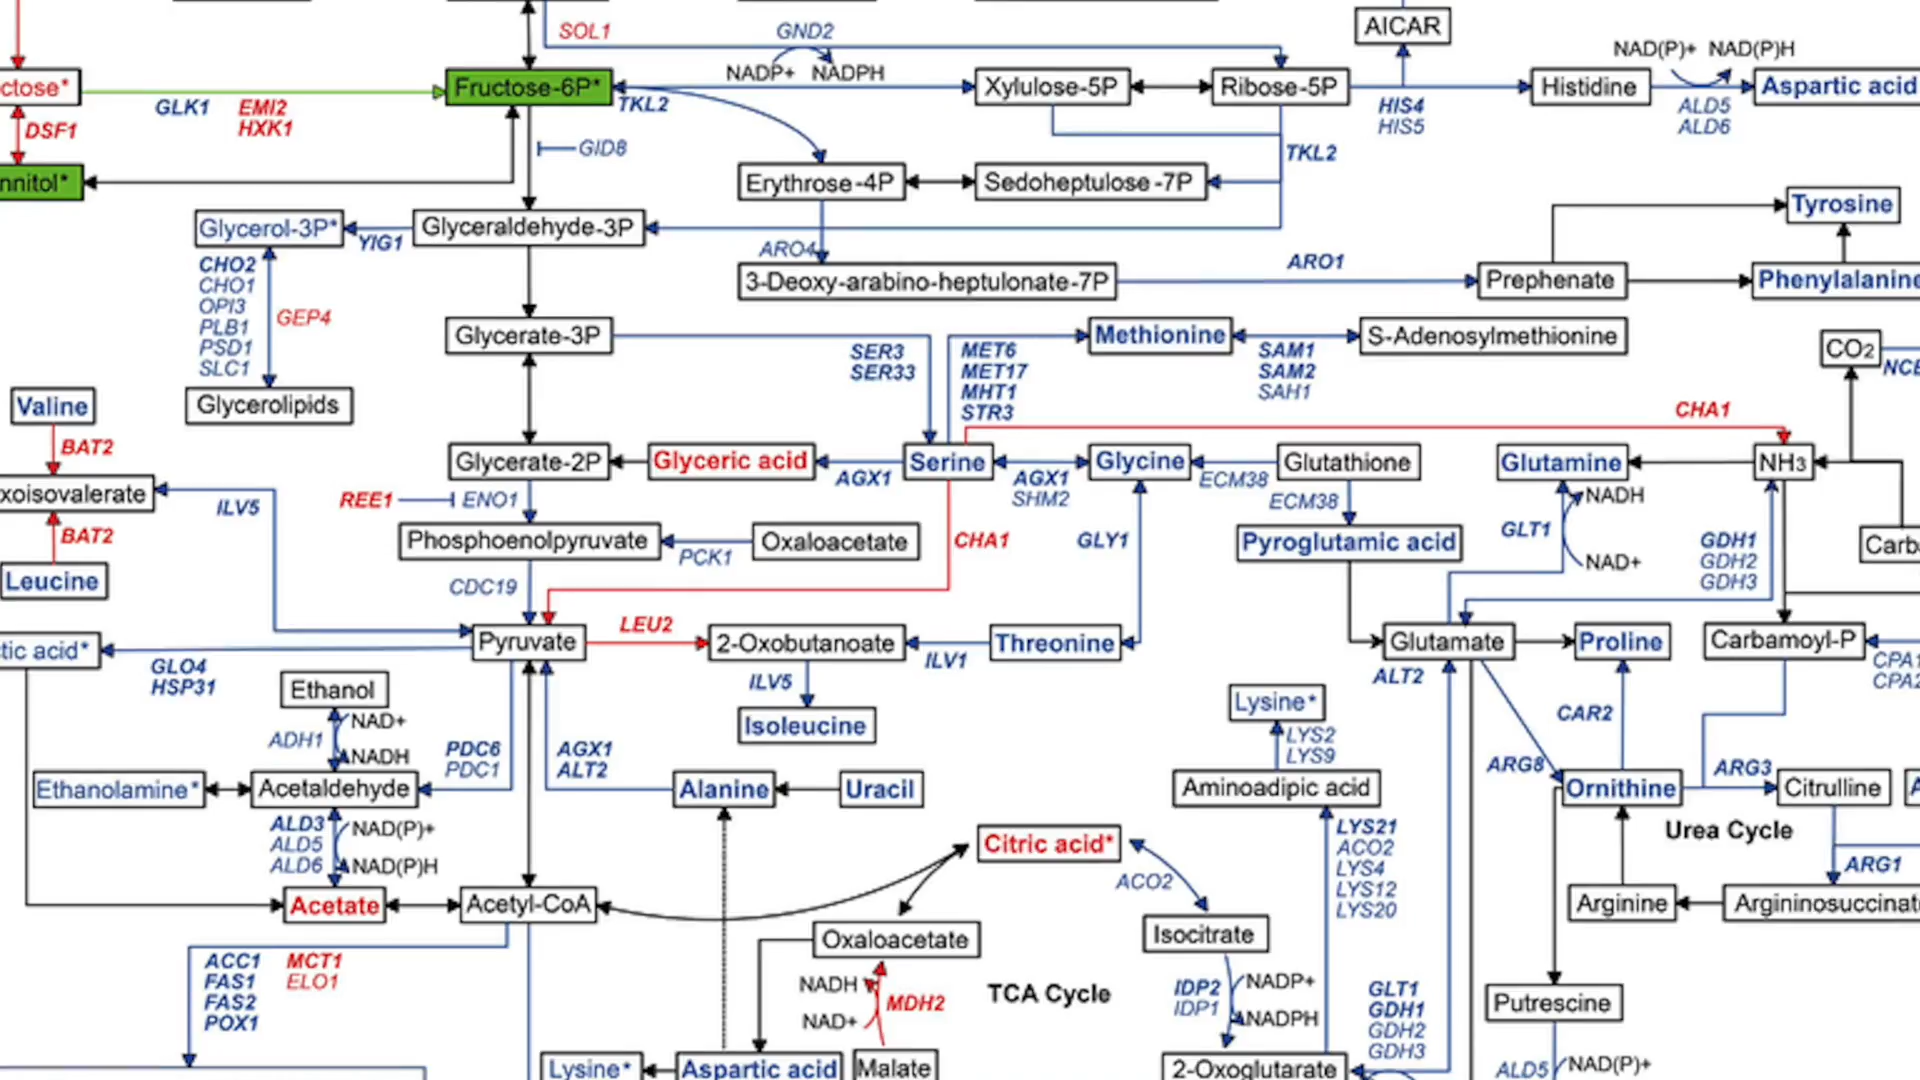 SOL1
GND2
AICAR
NAD(P)+ NAD(P)H
NADP+ NADPH
ctose*
Fructose-6P*
Xylulose-5P
Ribose-5P
Histidine
Aspartic acid
GLK1
EMI2
HXK1
TKL2
HIS4
HIS5
ALD5
ALD6
DSF1
GID8
TKL2
nnitol*
Erythrose-4P
Sedoheptulose-7P
Tyrosine
Glycerol-3P*
YIG1
Glyceraldehyde-3P
ARO4
ARO1
CHO2
CHO1
OPI3
PLB1
PSD1
SLC1
GEP4
3-Deoxy-arabino-heptulonate-7P
Prephenate
Phenylalanine
Glycerate-3P
SER3
SER33
MET6
MET17
MHT1
STR3
Methionine
SAM1
SAM2
SAH1
S-Adenosylmethionine
CO2
Valine
Glycerolipids
CHA1
BAT2
Glycerate-2P
Glyceric acid
AGX1
Serine
AGX1
SHM2
Glycine
ECM38
Glutathione
ECM38
Glutamine
NH3
xoisovalerate
ILV5
REE1
ENO1
NADH
GLT1
NAD+
BAT2
Phosphoenolpyruvate
PCK1
Oxaloacetate
CHA1
GLY1
Pyroglutamic acid
GDH1
GDH2
GDH3
Carb
Leucine
CDC19
tic acid*
GLO4
HSP31
Pyruvate
LEU2
2-Oxobutanoate
ILV1
Threonine
Glutamate
Proline
Carbamoyl-P
CPA1
CPA2
ALT2
Ethanol
NAD+
NADH
ADH1
PDC6
PDC1
AGX1
ALT2
ILV5
Isoleucine
Lysine*
LYS2
LYS9
CAR2
ARG8
ARG3
Ethanolamine*
Acetaldehyde
Alanine
Uracil
Aminoadipic acid
Ornithine
Citrulline
ALD3
ALD5
ALD6
NAD(P)+
NAD(P)H
Citric acid*
ACO2
LYS21
ACO2
LYS4
LYS12
LYS20
Urea Cycle
ARG1
Acetate
Acetyl-CoA
Arginine
Argininosuccinat
Oxaloacetate
Isocitrate
ACC1
FAS1
FAS2
POX1
MCT1
ELO1
NADH
NAD+
MDH2
TCA Cycle
IDP2
IDP1
NADP+
NADPH
GLT1
GDH1
GDH2
GDH3
Putrescine
Lysine*
Aspartic acid
Malate
2-Oxoglutarate
ALD5
NAD(P)+